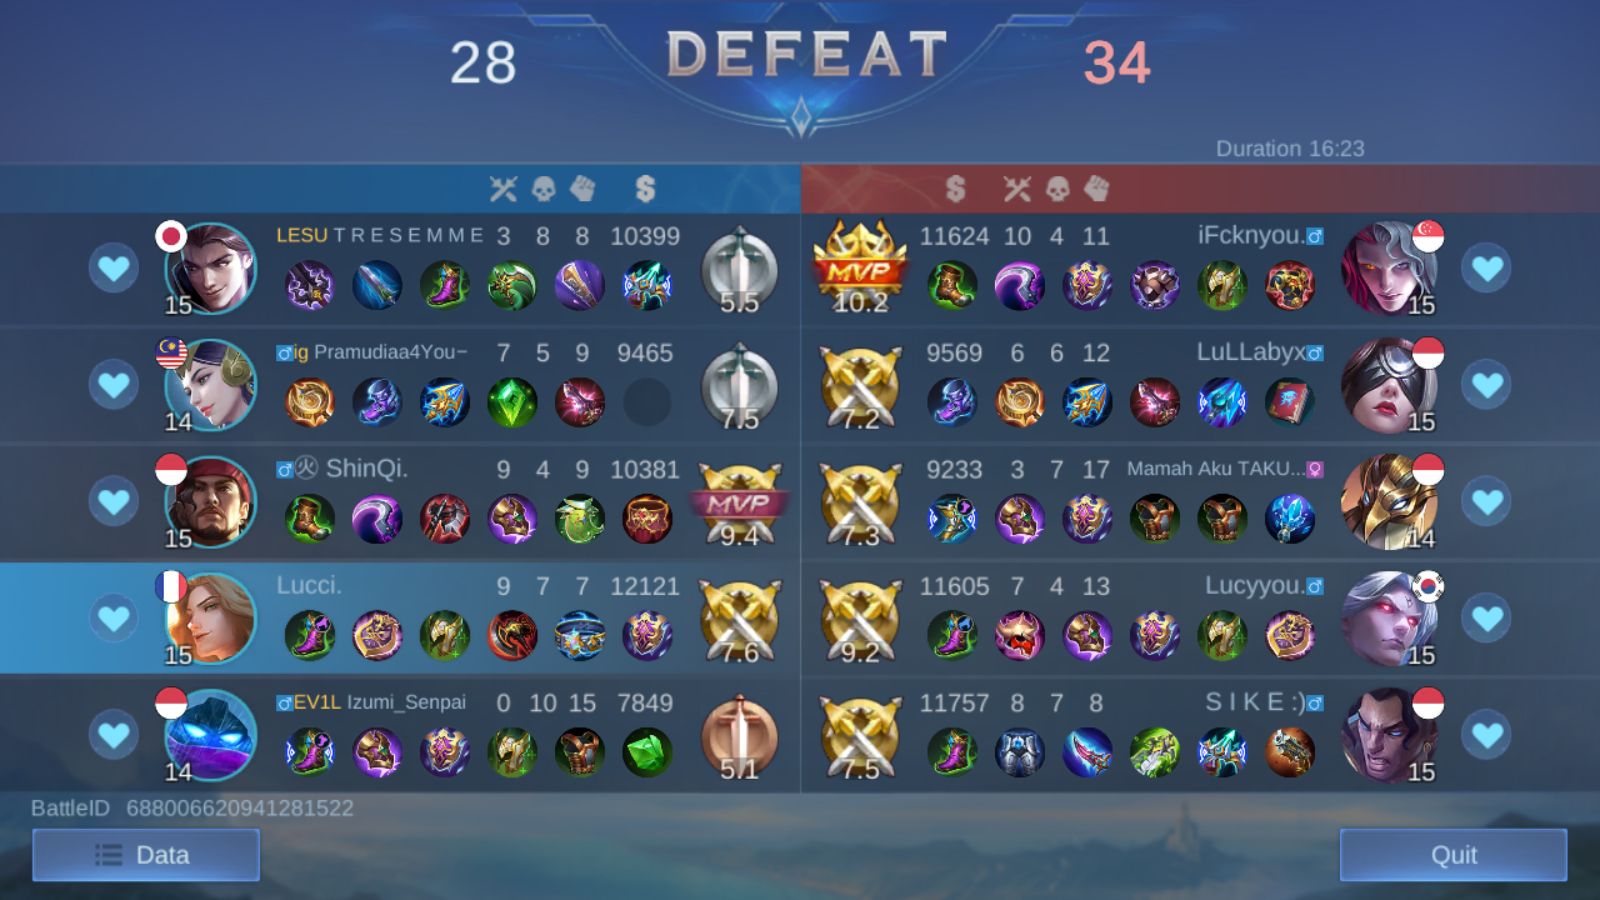 28 DEFEAT 34
Duration 16:23
LESU T R E S E M M E 3 8 8 10399
15 5.5
MVP 11624 10 4 11 iFcknyou.
10.2 15
ig Pramudiaa4You~ 7 5 9 9465
14 7.5
9569 6 6 12 LuLLabyx
7.2 15
火 ShinQi. 9 4 9 10381
15 MVP 9.4
9233 3 7 17 Mamah Aku TAKU...
7.3 14
Lucci. 9 7 7 12121
15 7.6
11605 7 4 13 Lucyyou.
9.2 15
EV1L Izumi_Senpai 0 10 15 7849
14 5.1
11757 8 7 8 S I K E :)
7.5 15
BattleID 688006620941281522
Data
Quit